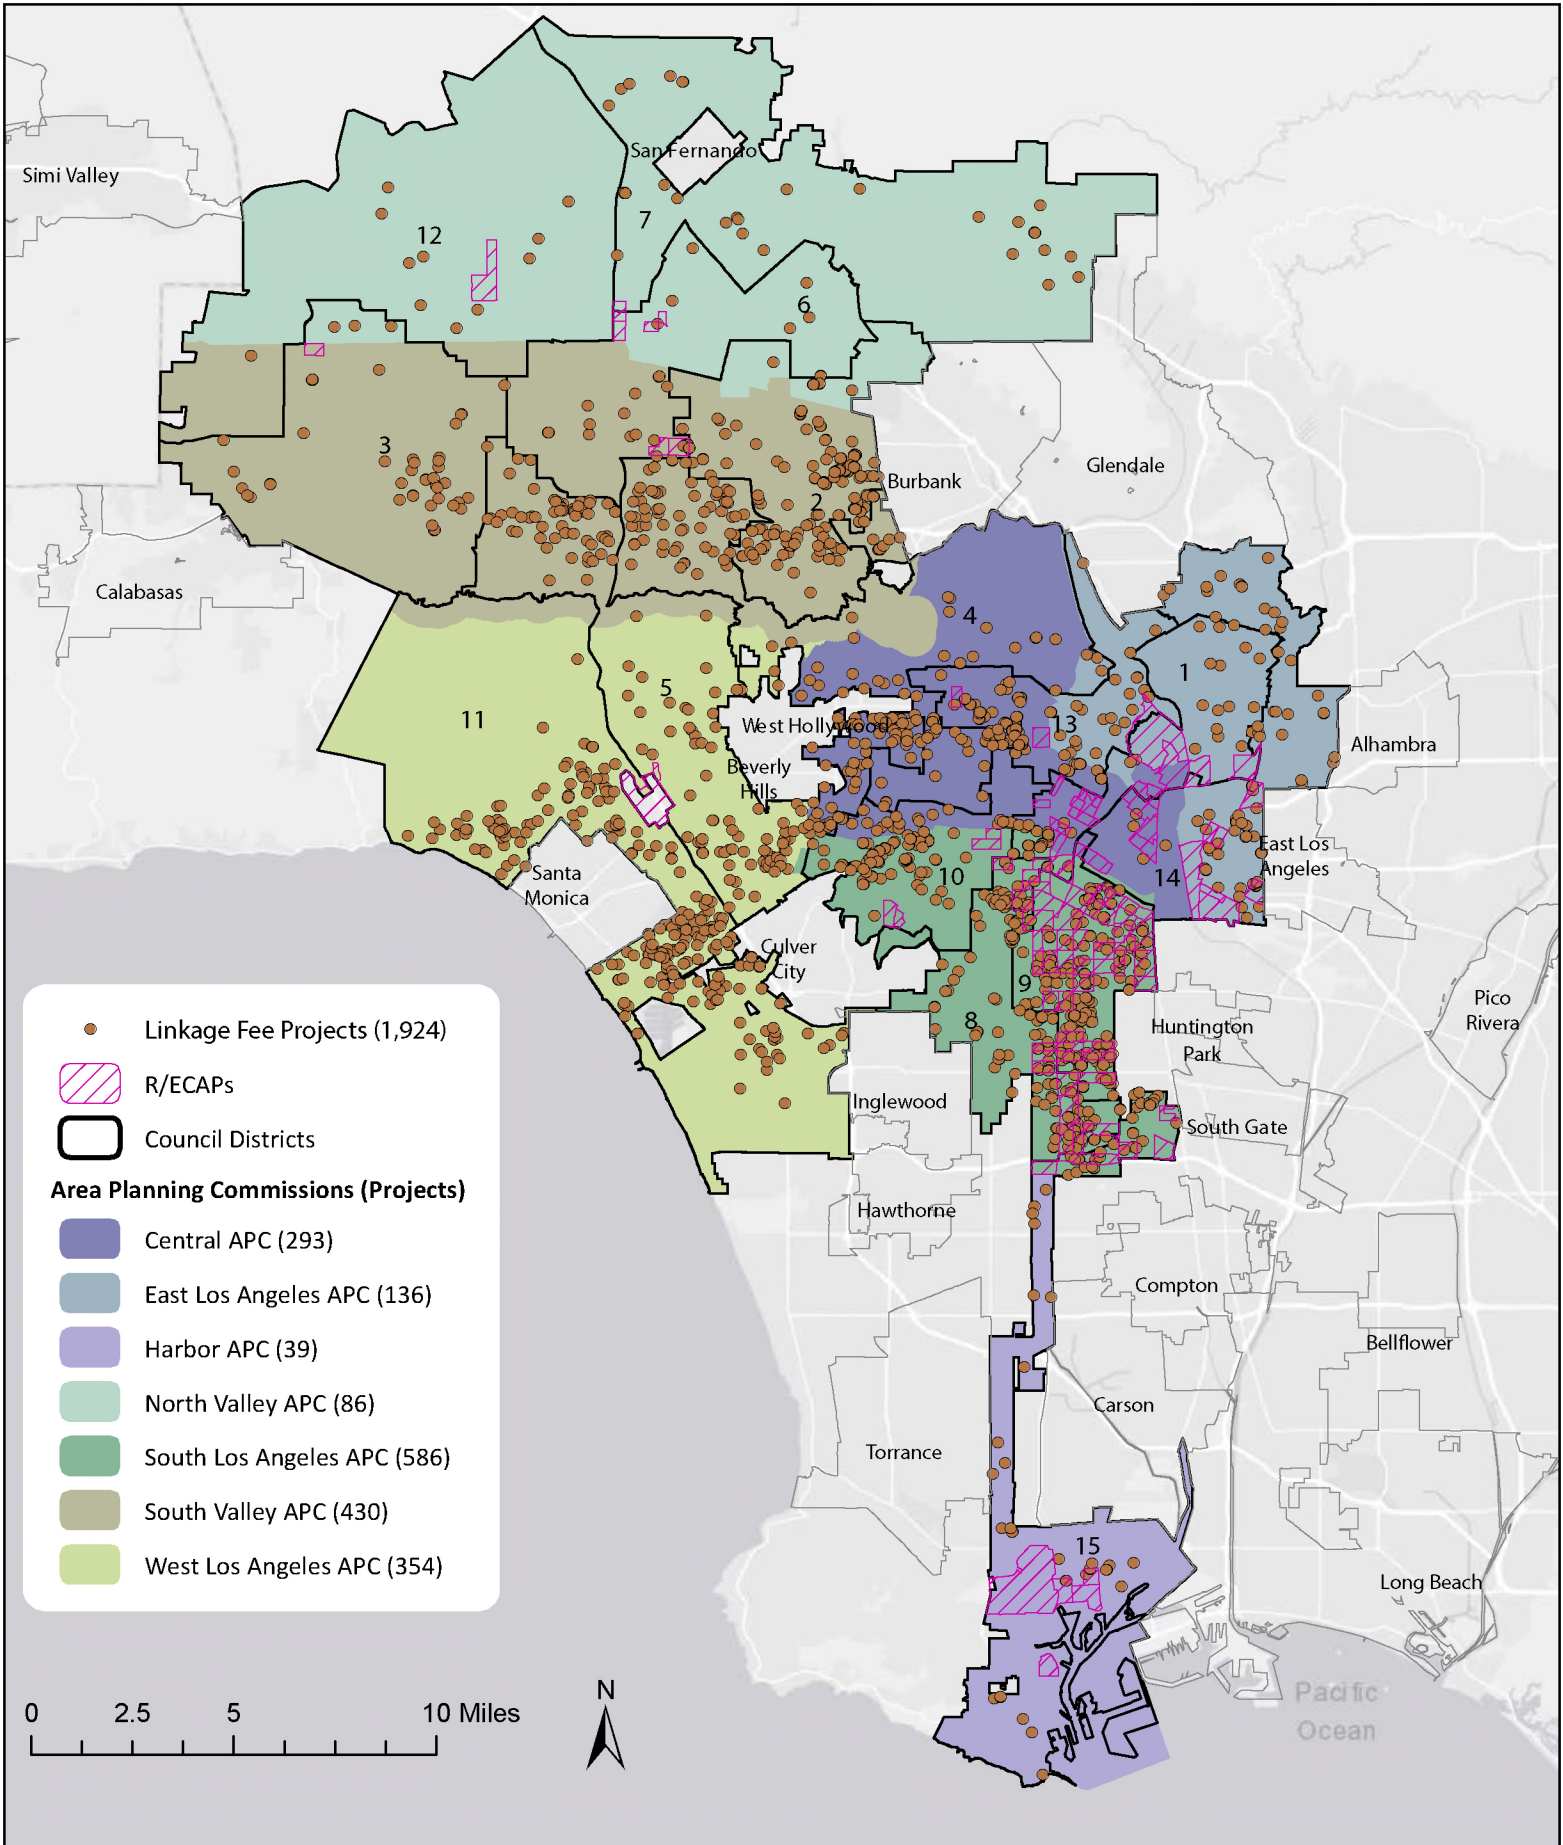 San Fernando
Simi Valley
7
12
6
3
Burbank
Glendale
2
Calabasas
4
1
5
11
13
West Hollywood
Alhambra
Beverly
Hills
East Los
Angeles
Santa
Monica
10
14
Culver
City
9
8
Huntington
Park
Pico
Rivera
Inglewood
South Gate
Hawthorne
Compton
Bellflower
Carson
Torrance
15
Long Beach
Pacific
Ocean
Linkage Fee Projects (1,924)
R/ECAPs
Council Districts
Area Planning Commissions (Projects)
Central APC (293)
East Los Angeles APC (136)
Harbor APC (39)
North Valley APC (86)
South Los Angeles APC (586)
South Valley APC (430)
West Los Angeles APC (354)
0 2.5 5 10 Miles
N